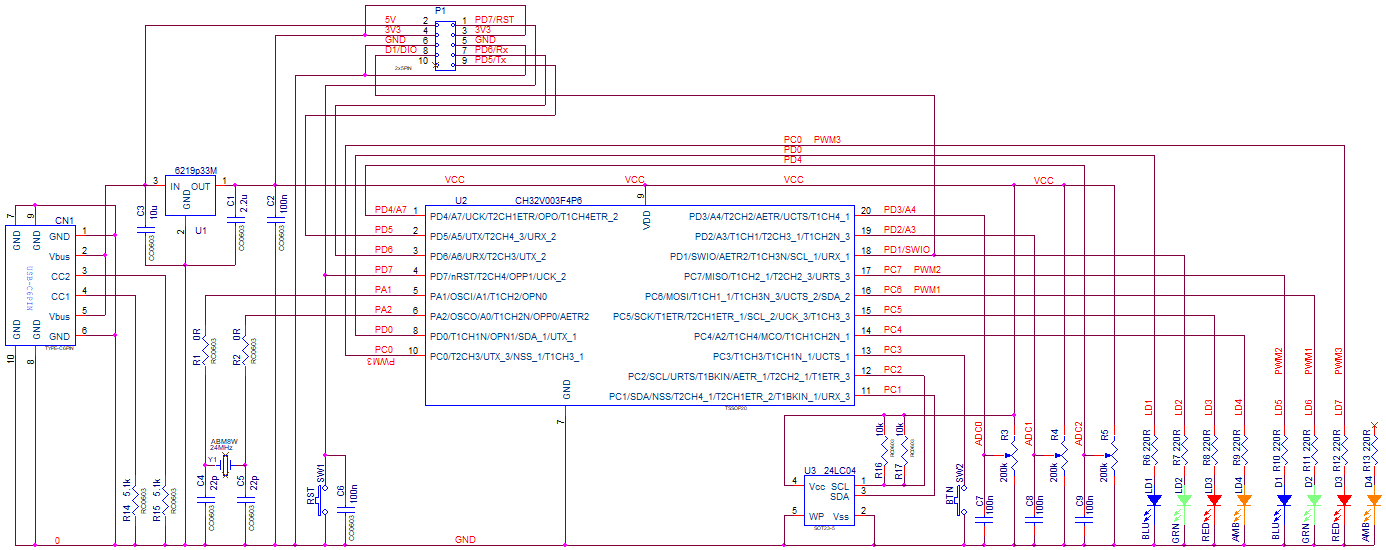 P1
5V 2 1 PD7/RST
3V3 4 3 3V3
GND 6 5 GND
D1/DIO 8 7 PD6/Rx
10 9 PD5/Tx
2x5PIN
PC0 PWM3
PD0
PD4
6219p33M
3 IN OUT 1
GND
2
U1
C3 10u CC0603
C1 2.2u CC0603
C2 100n CC0603
VCC VCC VCC VCC
CN1
7 9
GND GND
GND 1
Vbus 2
CC2 3
CC1 4
Vbus 5
GND 6
USB-C6PIN
GND GND
10 8
TYPE-C6PIN
U2 CH32V003F4P6
9
VDD
PD4/A7 1 PD4/A7/UCK/T2CH1ETR/OPO/T1CH4ETR_2
PD5 2 PD5/A5/UTX/T2CH4_3/URX_2
PD6 3 PD6/A6/URX/T2CH3/UTX_2
PD7 4 PD7/nRST/T2CH4/OPP1/UCK_2
PA1 5 PA1/OSCI/A1/T1CH2/OPN0
PA2 6 PA2/OSCO/A0/T1CH2N/OPP0/AETR2
PD0 8 PD0/T1CH1N/OPN1/SDA_1/UTX_1
PC0 10 PC0/T2CH3/UTX_3/NSS_1/T1CH3_1
PWM3
PD3/A4/T2CH2/AETR/UCTS/T1CH4_1 20 PD3/A4
PD2/A3/T1CH1/T2CH3_1/T1CH2N_3 19 PD2/A3
PD1/SWIO/AETR2/T1CH3N/SCL_1/URX_1 18 PD1/SWIO
PC7/MISO/T1CH2_1/T2CH2_3/URTS_3 17 PC7 PWM2
PC6/MOSI/T1CH1_1/T1CH3N_3/UCTS_2/SDA_2 16 PC6 PWM1
PC5/SCK/T1ETR/T2CH1ETR_1/SCL_2/UCK_3/T1CH3_3 15 PC5
PC4/A2/T1CH4/MCO/T1CH1CH2N_1 14 PC4
PC3/T1CH3/T1CH1N_1/UCTS_1 13 PC3
PC2/SCL/URTS/T1BKIN/AETR_1/T2CH2_1/T1ETR_3 12 PC2
PC1/SDA/NSS/T2CH4_1/T2CH1ETR_2/T1BKIN_1/URX_3 11 PC1
GND
7
TSSOP20
R1 0R RC0603
R2 0R RC0603
ABM8W
24MHz
Y1
C4 22p CC0603
C5 22p CC0603
R14 5.1k RC0603
R15 5.1k RC0603
RST SW1
C6 100n CC0603
R16 10k RC0603
R17 10k RC0603
U3 24LC04
4 Vcc SCL 1
SDA 3
5 WP Vss 2
SOT23-5
BTN SW2
ADC0 R3 200k
C7 100n
ADC1 R4 200k
C8 100n
ADC2 R5 200k
C9 100n
PWM2 PWM1 PWM3
LD1 LD2 LD3 LD4 LD5 LD6 LD7
R6 220R R7 220R R8 220R R9 220R R10 220R R11 220R R12 220R R13 220R
LD1 LD2 LD3 LD4 D1 D2 D3 D4
BLU GRN RED AMB BLU GRN RED AMB
0 GND